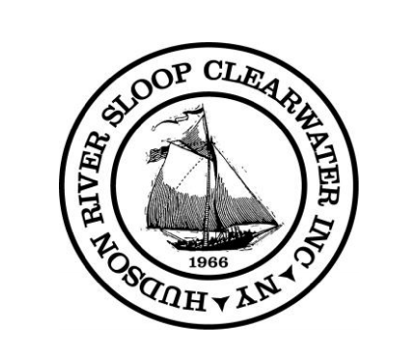 HUDSON RIVER SLOOP CLEARWATER INC NY
1966